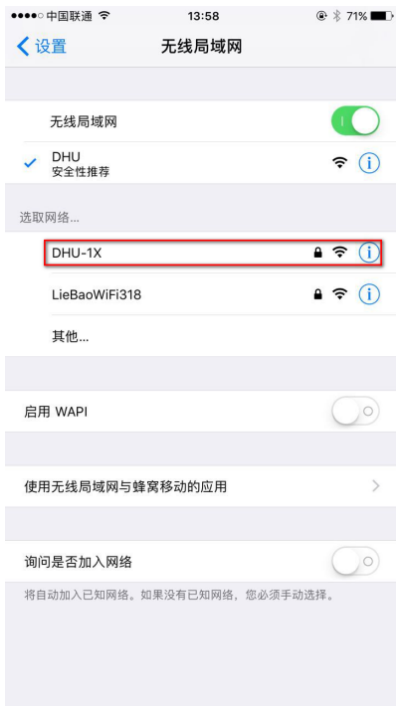 中国联通 13:58 71%
设置 无线局域网
无线局域网
DHU
安全性推荐
选取网络...
DHU-1X
LieBaoWiFi318
其他...
启用 WAPI
使用无线局域网与蜂窝移动的应用
询问是否加入网络
将自动加入已知网络。如果没有已知网络，您必须手动选择。